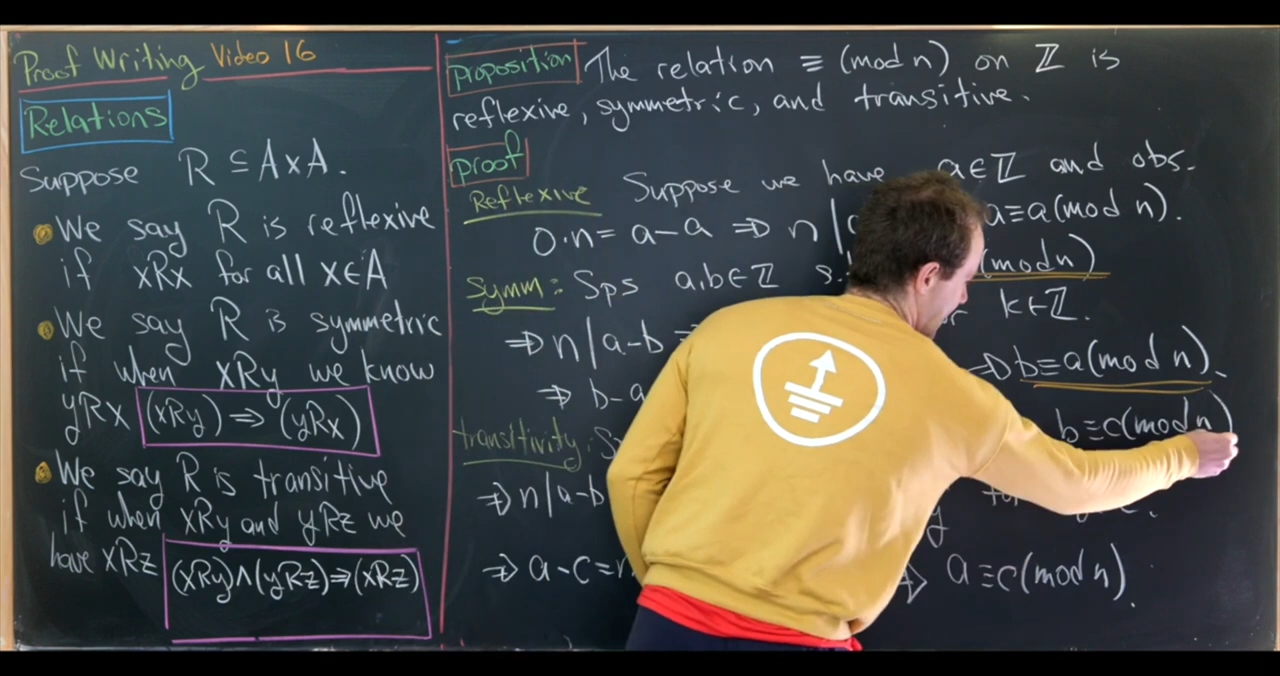 Proof Writing Video 16
Relations
Suppose R ⊆ A×A.
We say R is reflexive
if xRx for all x∈A
We say R is symmetric
if when xRy we know
yRx (xRy) ⇒ (yRx)
We say R is transitive
if when xRy and yRz we
have xRz (xRy)∧(yRz)⇒(xRz)
proposition The relation ≡ (mod n) on ℤ is
reflexive, symmetric, and transitive.
proof
Reflexive Suppose we have a∈ℤ and obs.
0·n = a-a ⇒ n| a≡a(mod n).
Symm: Sps a,b∈ℤ (mod n)
⇒ n|a-b k∈ℤ.
⇒ b-a ⇒ b≡a(mod n).
transitivity: b≡c(mod n)
⇒ n|a-b
⇒ a-c= ⇒ a≡c(mod n).